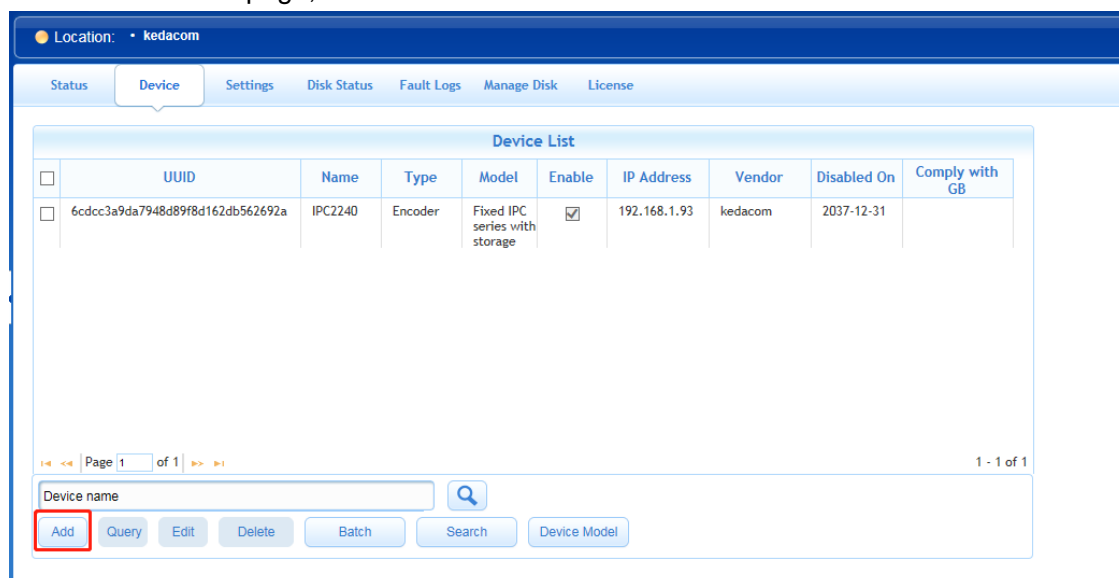 page,
Location: • kedacom
Status Device Settings Disk Status Fault Logs Manage Disk License
Device List
UUID Name Type Model Enable IP Address Vendor Disabled On Comply with GB
6cdcc3a9da7948d89f8d162db562692a IPC2240 Encoder Fixed IPC series with storage 192.168.1.93 kedacom 2037-12-31
Page 1 of 1 1 - 1 of 1
Device name
Add Query Edit Delete Batch Search Device Model